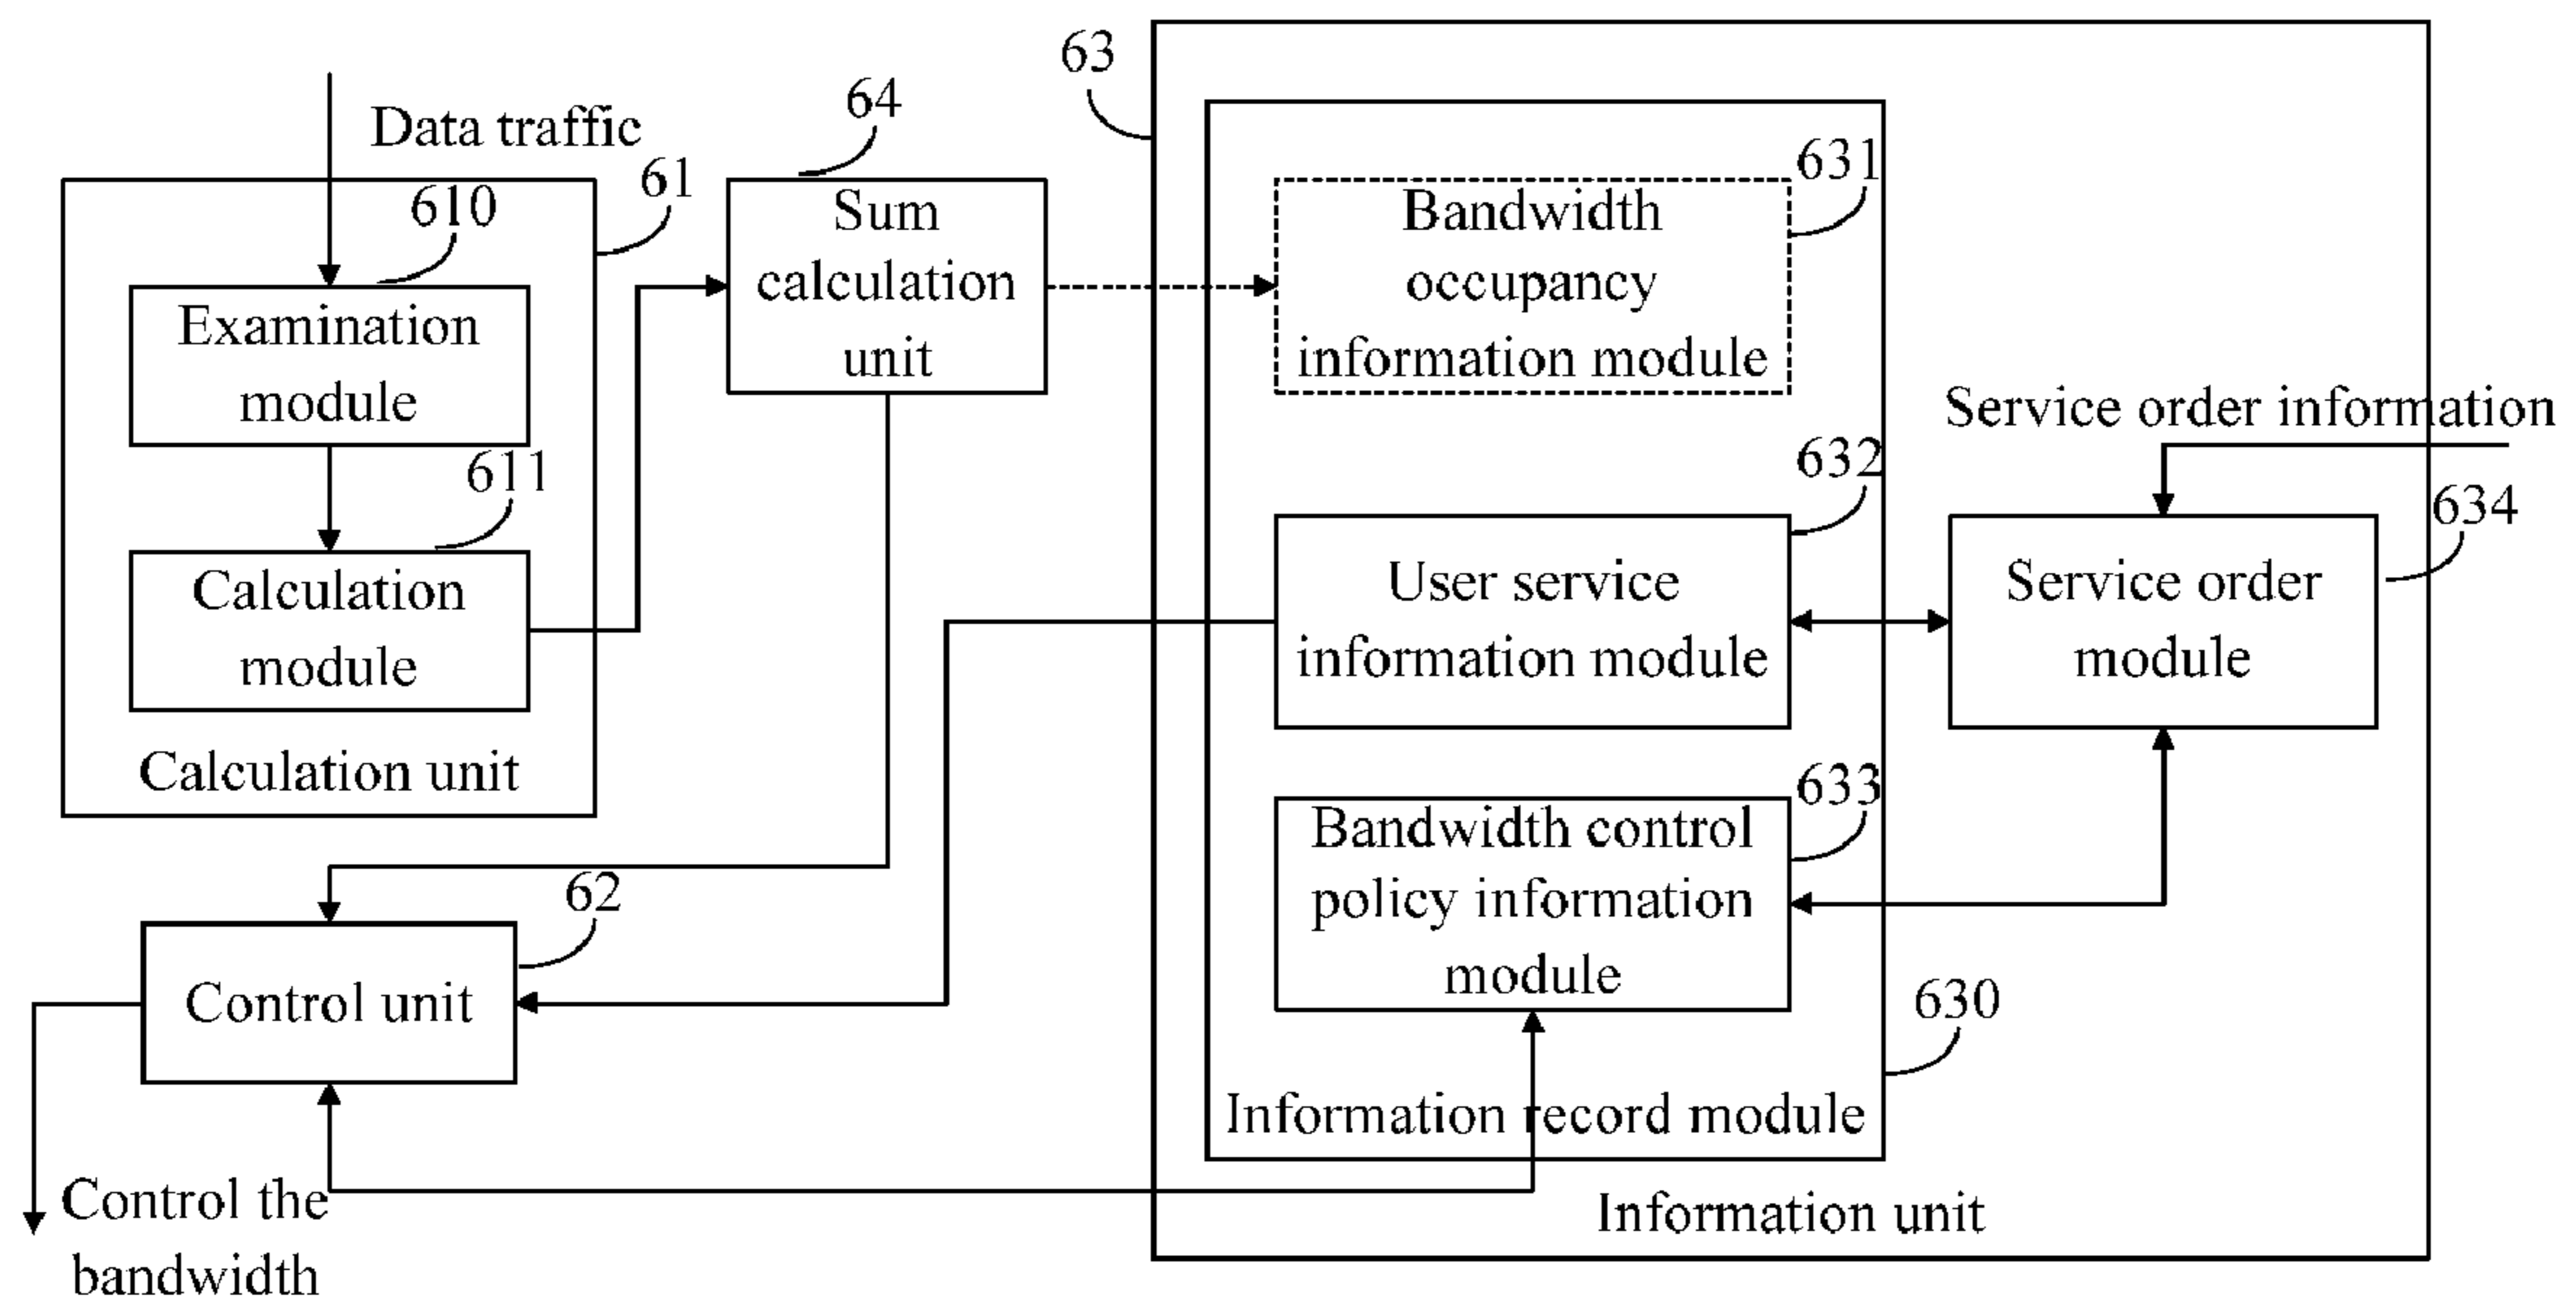 Data traffic
61
610
Examination
module
611
Calculation
module
Calculation unit
64
Sum
calculation
unit
62
Control unit
Control the
bandwidth
63
631
Bandwidth
occupancy
information module
632
User service
information module
633
Bandwidth control
policy information
module
630
Information record module
Service order information
634
Service order
module
Information unit